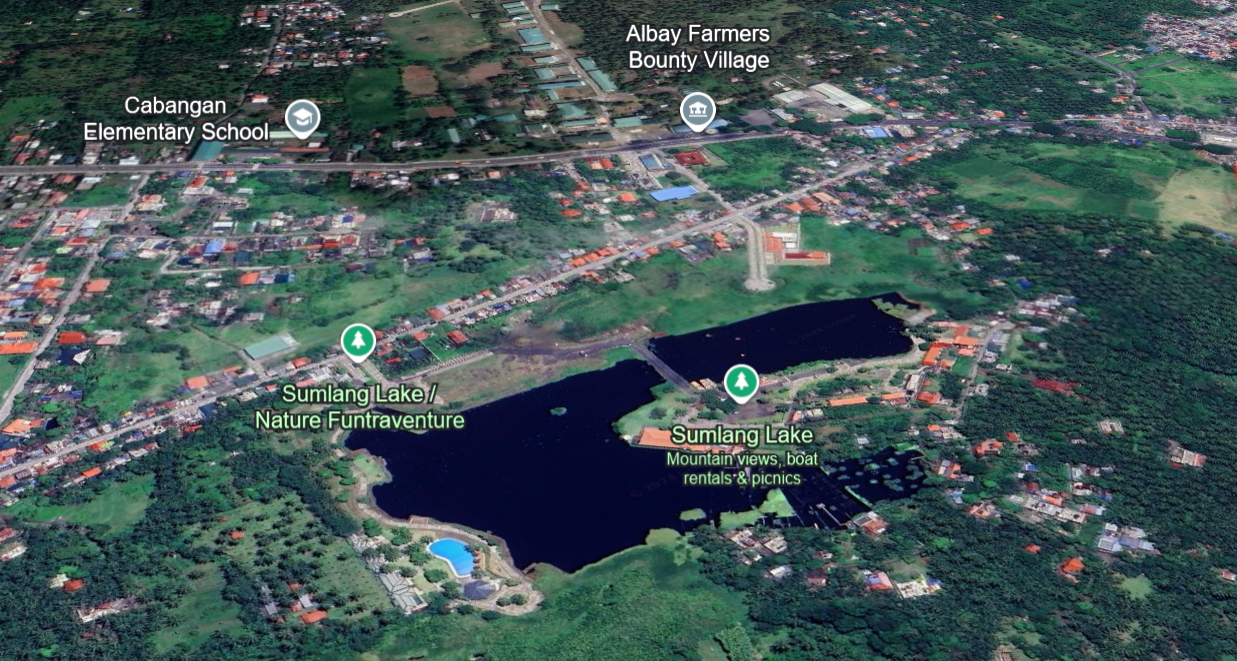 Albay Farmers
Bounty Village
Cabangan
Elementary School
Sumlang Lake /
Nature Funtraventure
Sumlang Lake
Mountain views, boat
rentals & picnics